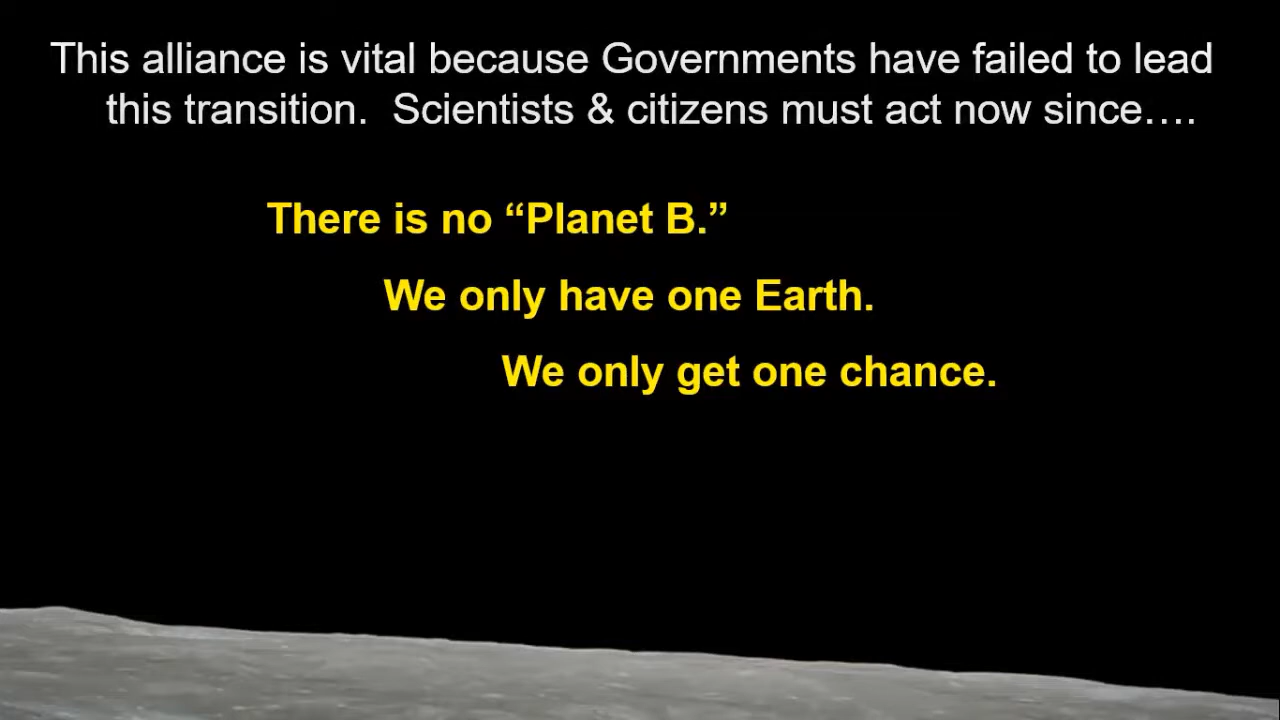 This alliance is vital because Governments have failed to lead
this transition.  Scientists & citizens must act now since….
There is no “Planet B.”
We only have one Earth.
We only get one chance.